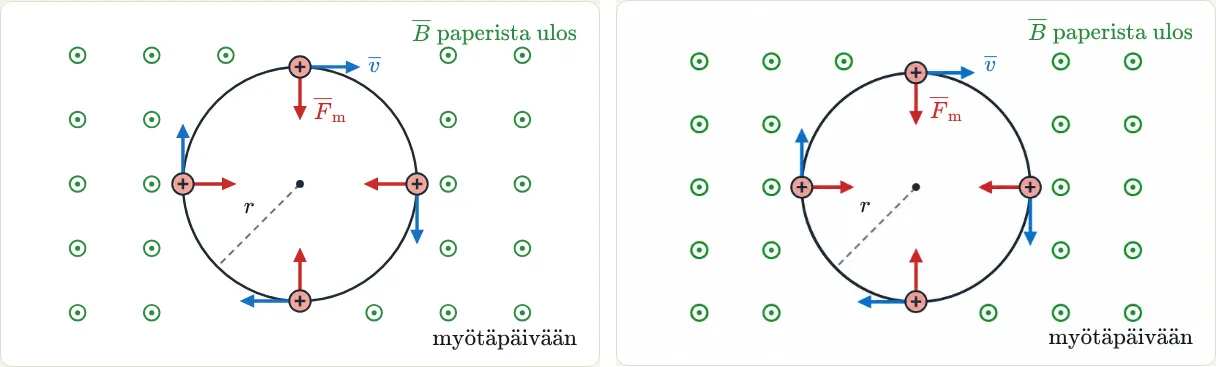 B̅ paperista ulos
v̅
F̅ₘ
r
myötäpäivään
B̅ paperista ulos
v̅
F̅ₘ
r
myötäpäivään